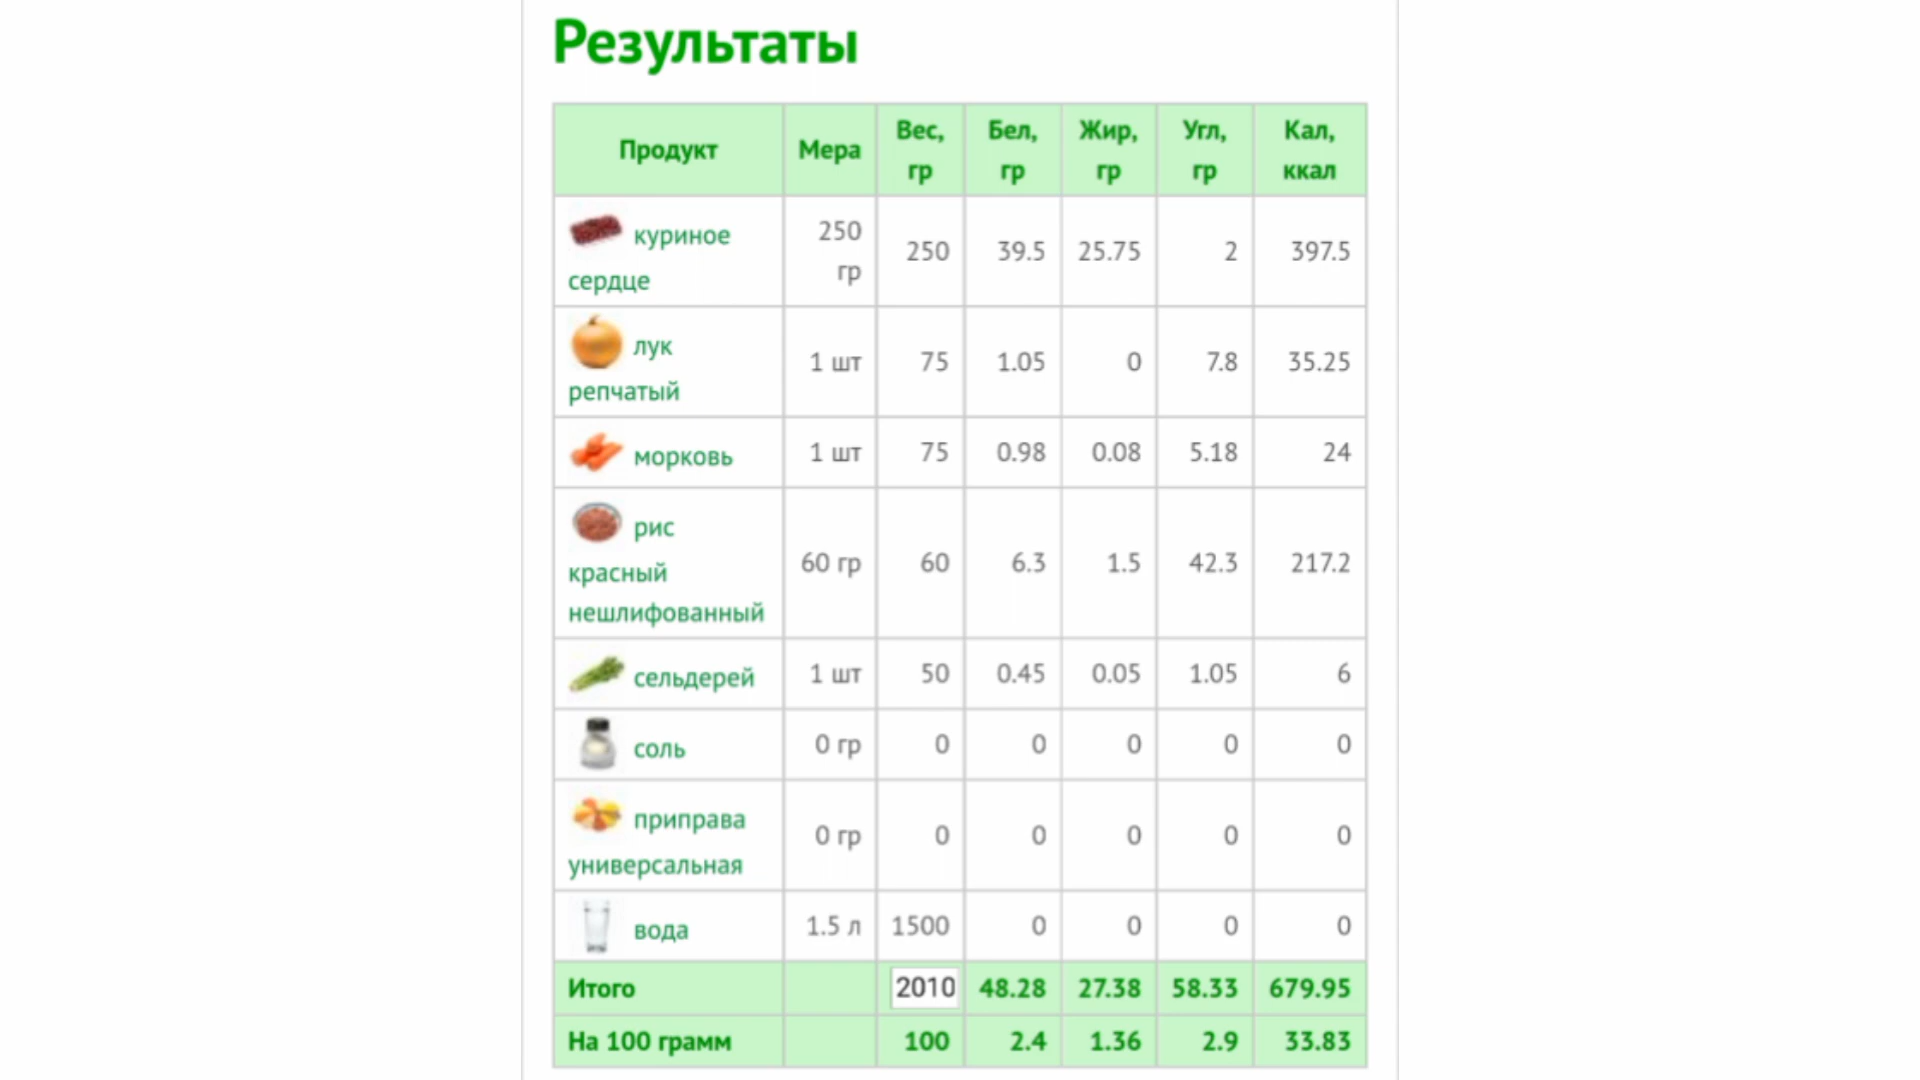 Результаты
Продукт Мера Вес, гр Бел, гр Жир, гр Угл, гр Кал, ккал
куриное сердце 250 гр 250 39.5 25.75 2 397.5
лук репчатый 1 шт 75 1.05 0 7.8 35.25
морковь 1 шт 75 0.98 0.08 5.18 24
рис красный нешлифованный 60 гр 60 6.3 1.5 42.3 217.2
сельдерей 1 шт 50 0.45 0.05 1.05 6
соль 0 гр 0 0 0 0 0
приправа универсальная 0 гр 0 0 0 0 0
вода 1.5 л 1500 0 0 0 0
Итого 2010 48.28 27.38 58.33 679.95
На 100 грамм 100 2.4 1.36 2.9 33.83